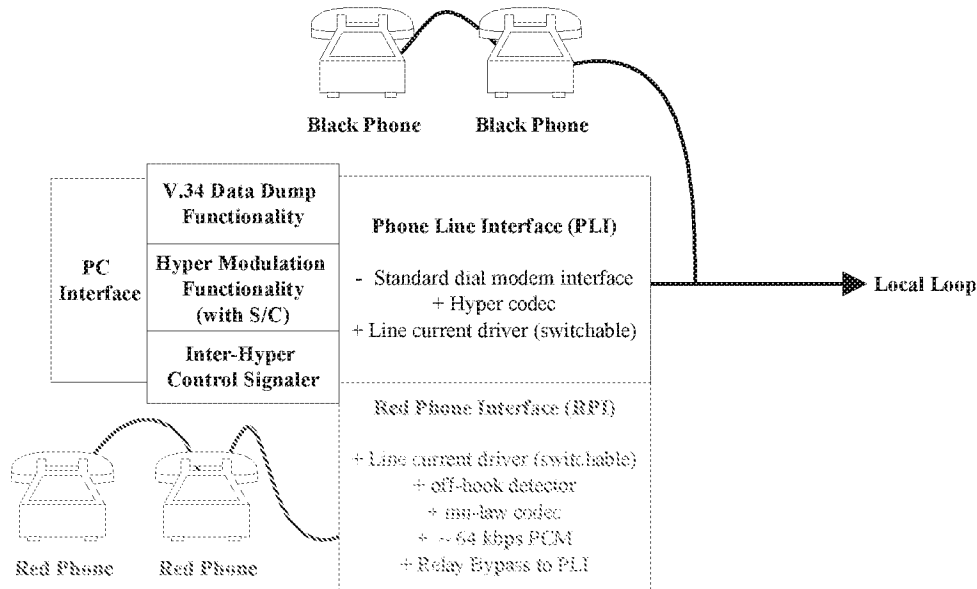 Black Phone
Black Phone
V.34 Data Dump
Functionality
Phone Line Interface (PLI)
PC
Interface
Hyper Modulation
Functionality
(with S/C)
- Standard dial modem interface
+ Hyper codec
+ Line current driver (switchable)
Local Loop
Inter-Hyper
Control Signaler
Red Phone Interface (RPI)
+ Line current driver (switchable)
+ off-hook detector
+ mu-law codec
+ ~ 64 kbps PCM
+ Relay Bypass to PLI
Red Phone
Red Phone